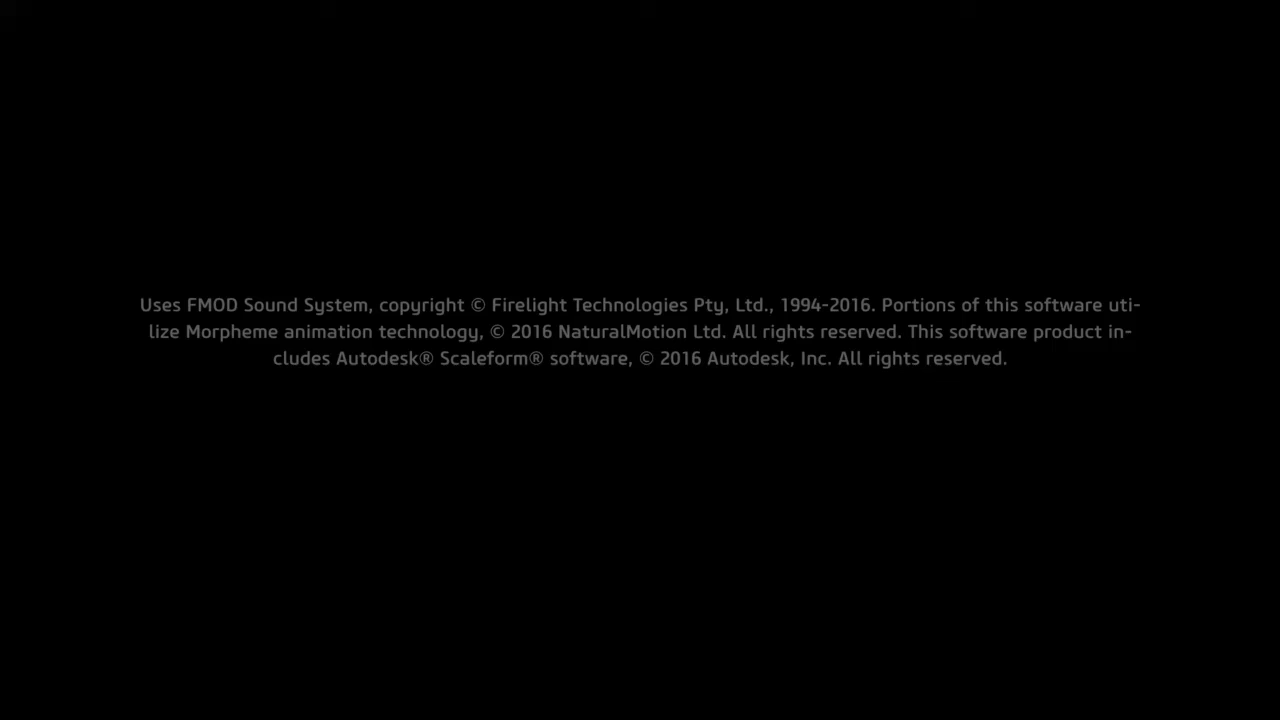 Uses FMOD Sound System, copyright © Firelight Technologies Pty, Ltd., 1994-2016. Portions of this software uti-
lize Morpheme animation technology, © 2016 NaturalMotion Ltd. All rights reserved. This software product in-
cludes Autodesk® Scaleform® software, © 2016 Autodesk, Inc. All rights reserved.